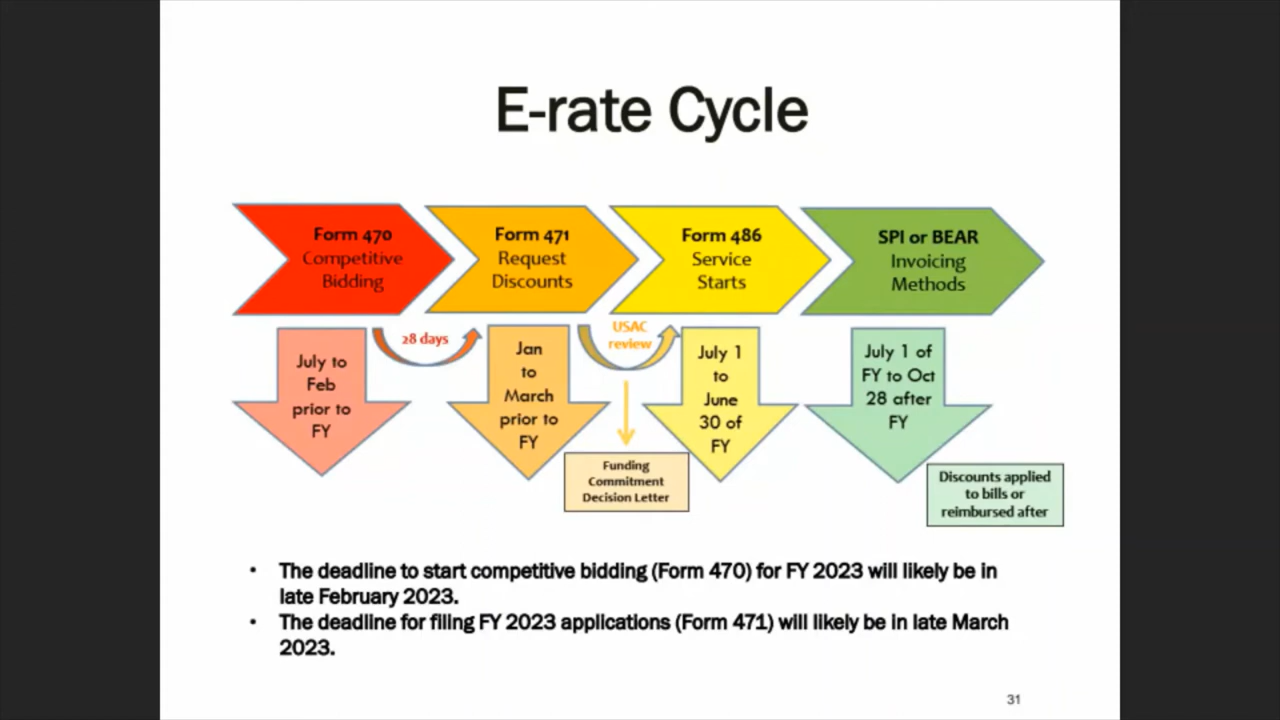 E-rate Cycle
Form 470
Competitive
Bidding
Form 471
Request
Discounts
Form 486
Service
Starts
SPI or BEAR
Invoicing
Methods
28 days
USAC
review
July to
Feb
prior to
FY
Jan
to
March
prior to
FY
July 1
to
June
30 of
FY
July 1 of
FY to Oct
28 after
FY
Funding
Commitment
Decision Letter
Discounts applied
to bills or
reimbursed after
• The deadline to start competitive bidding (Form 470) for FY 2023 will likely be in
late February 2023.
• The deadline for filing FY 2023 applications (Form 471) will likely be in late March
2023.
31